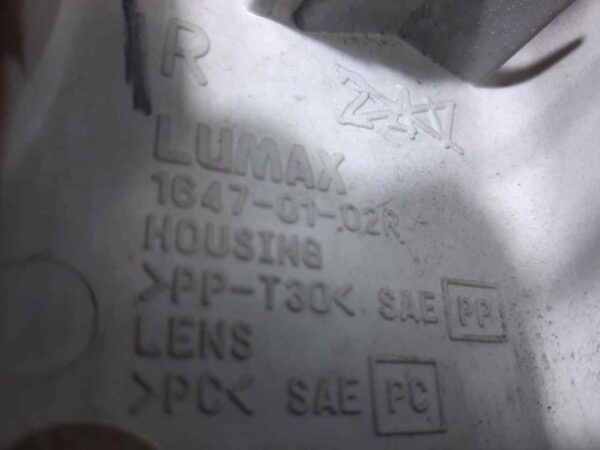 R
LUMAX
1647-01-02R
HOUSING
>PP-T30< SAE PP
LENS
>PC< SAE PC